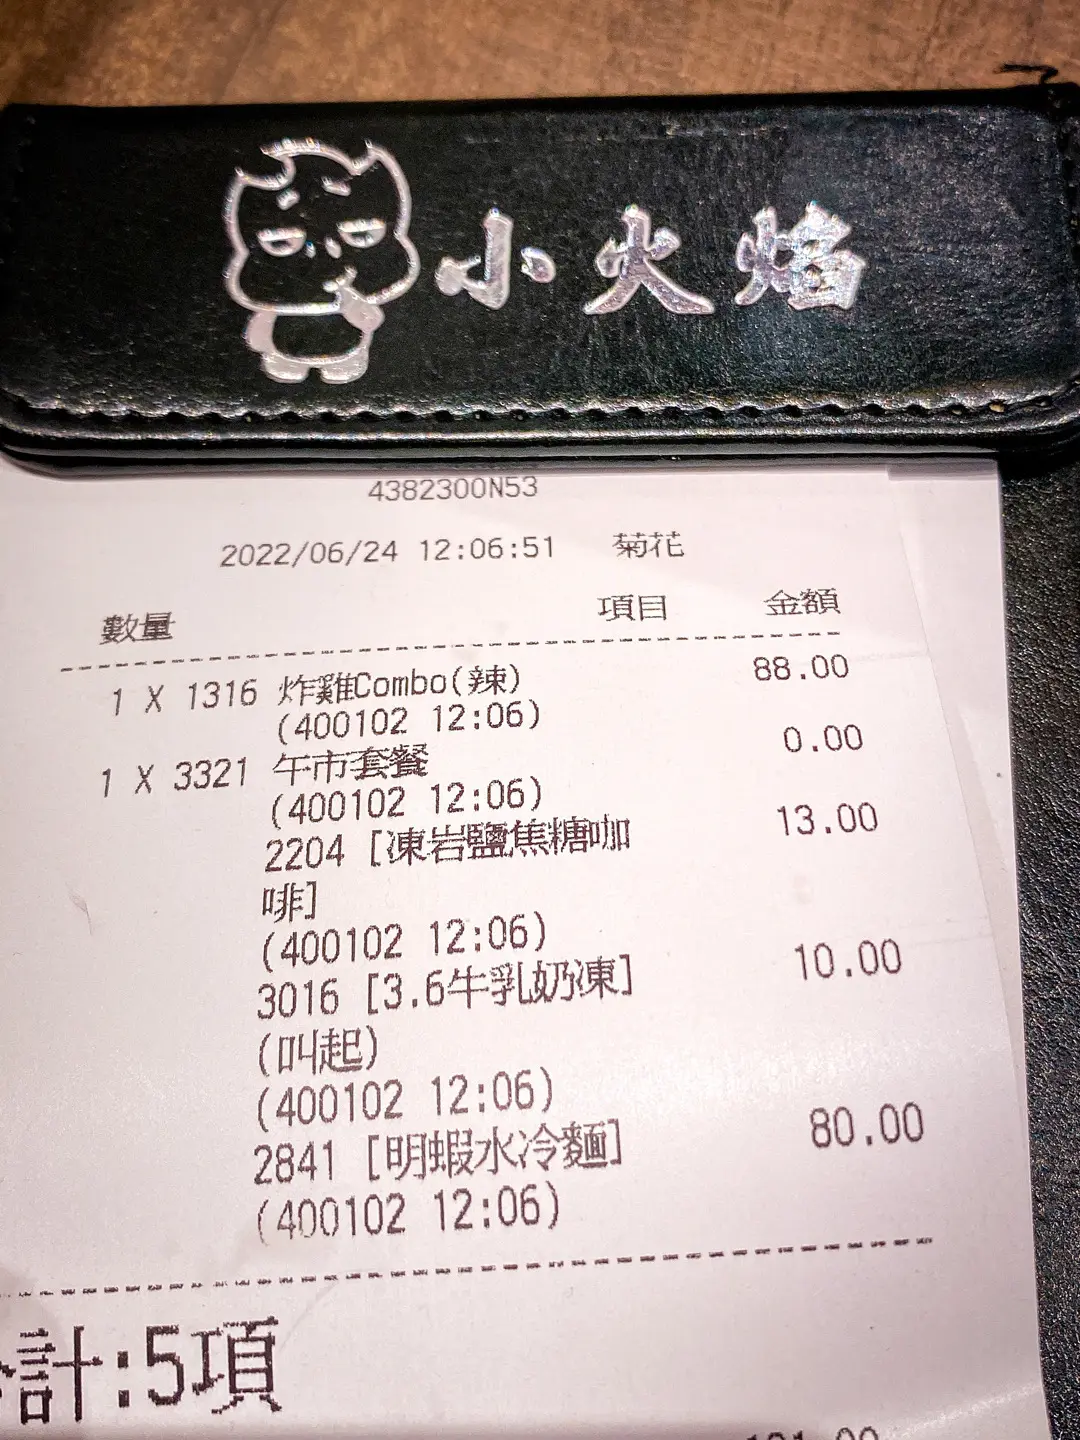 小火焰
4382300N53
2022/06/24 12:06:51 菊花
數量 項目 金額
1 X 1316 炸雞Combo(辣) 88.00
(400102 12:06)
1 X 3321 午市套餐 0.00
(400102 12:06)
2204 [凍岩鹽焦糖咖 13.00
啡]
(400102 12:06)
3016 [3.6牛乳奶凍] 10.00
(叫起)
(400102 12:06)
2841 [明蝦水冷麵] 80.00
(400102 12:06)
計:5項